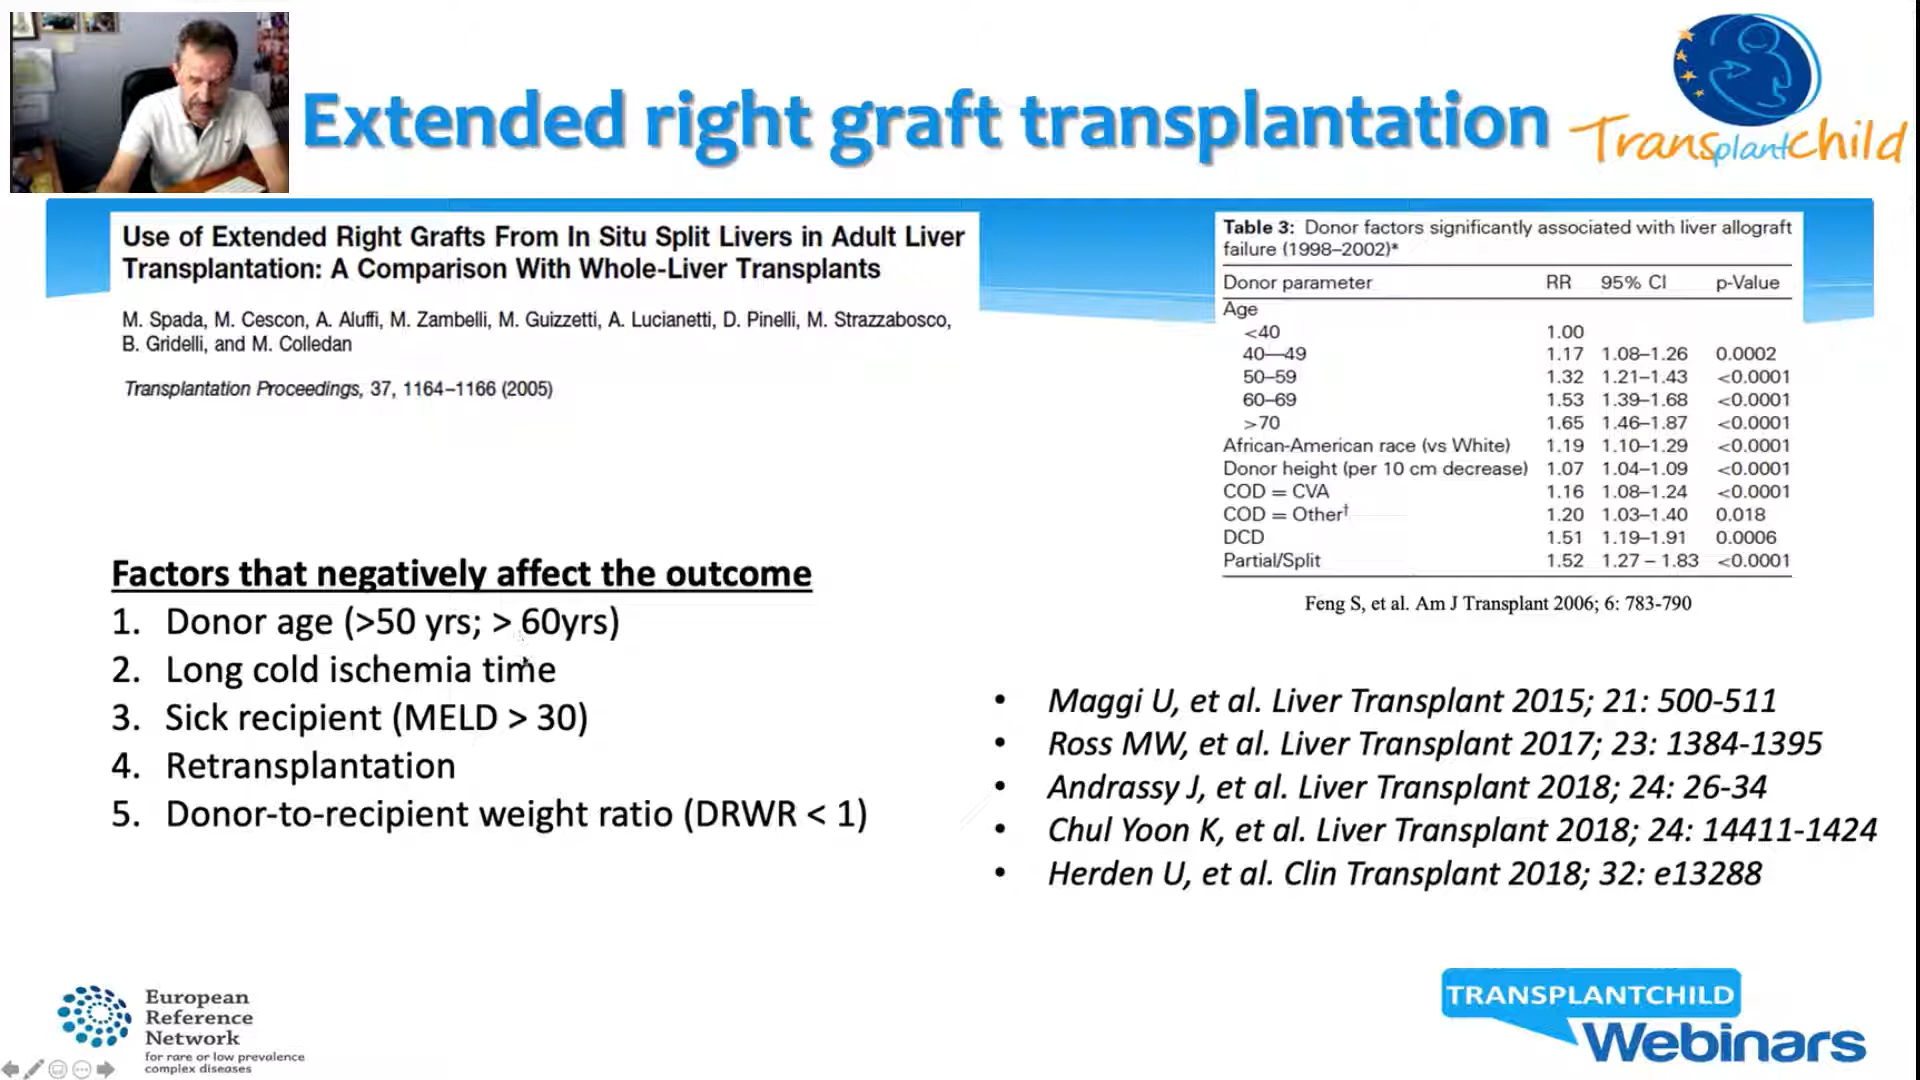 Extended right graft transplantation
Transplantchild
Use of Extended Right Grafts From In Situ Split Livers in Adult Liver
Transplantation: A Comparison With Whole-Liver Transplants
M. Spada, M. Cescon, A. Aluffi, M. Zambelli, M. Guizzetti, A. Lucianetti, D. Pinelli, M. Strazzabosco,
B. Gridelli, and M. Colledan
Transplantation Proceedings, 37, 1164–1166 (2005)
Table 3: Donor factors significantly associated with liver allograft
failure (1998–2002)*
Donor parameter RR 95% CI p-Value
Age
<40 1.00
40—49 1.17 1.08–1.26 0.0002
50–59 1.32 1.21–1.43 <0.0001
60–69 1.53 1.39–1.68 <0.0001
>70 1.65 1.46–1.87 <0.0001
African-American race (vs White) 1.19 1.10–1.29 <0.0001
Donor height (per 10 cm decrease) 1.07 1.04–1.09 <0.0001
COD = CVA 1.16 1.08–1.24 <0.0001
COD = Other† 1.20 1.03–1.40 0.018
DCD 1.51 1.19–1.91 0.0006
Partial/Split 1.52 1.27 – 1.83 <0.0001
Feng S, et al. Am J Transplant 2006; 6: 783-790
Factors that negatively affect the outcome
1. Donor age (>50 yrs; > 60yrs)
2. Long cold ischemia time
3. Sick recipient (MELD > 30)
4. Retransplantation
5. Donor-to-recipient weight ratio (DRWR < 1)
• Maggi U, et al. Liver Transplant 2015; 21: 500-511
• Ross MW, et al. Liver Transplant 2017; 23: 1384-1395
• Andrassy J, et al. Liver Transplant 2018; 24: 26-34
• Chul Yoon K, et al. Liver Transplant 2018; 24: 14411-1424
• Herden U, et al. Clin Transplant 2018; 32: e13288
European
Reference
Network
for rare or low prevalence
complex diseases
TRANSPLANTCHILD
Webinars